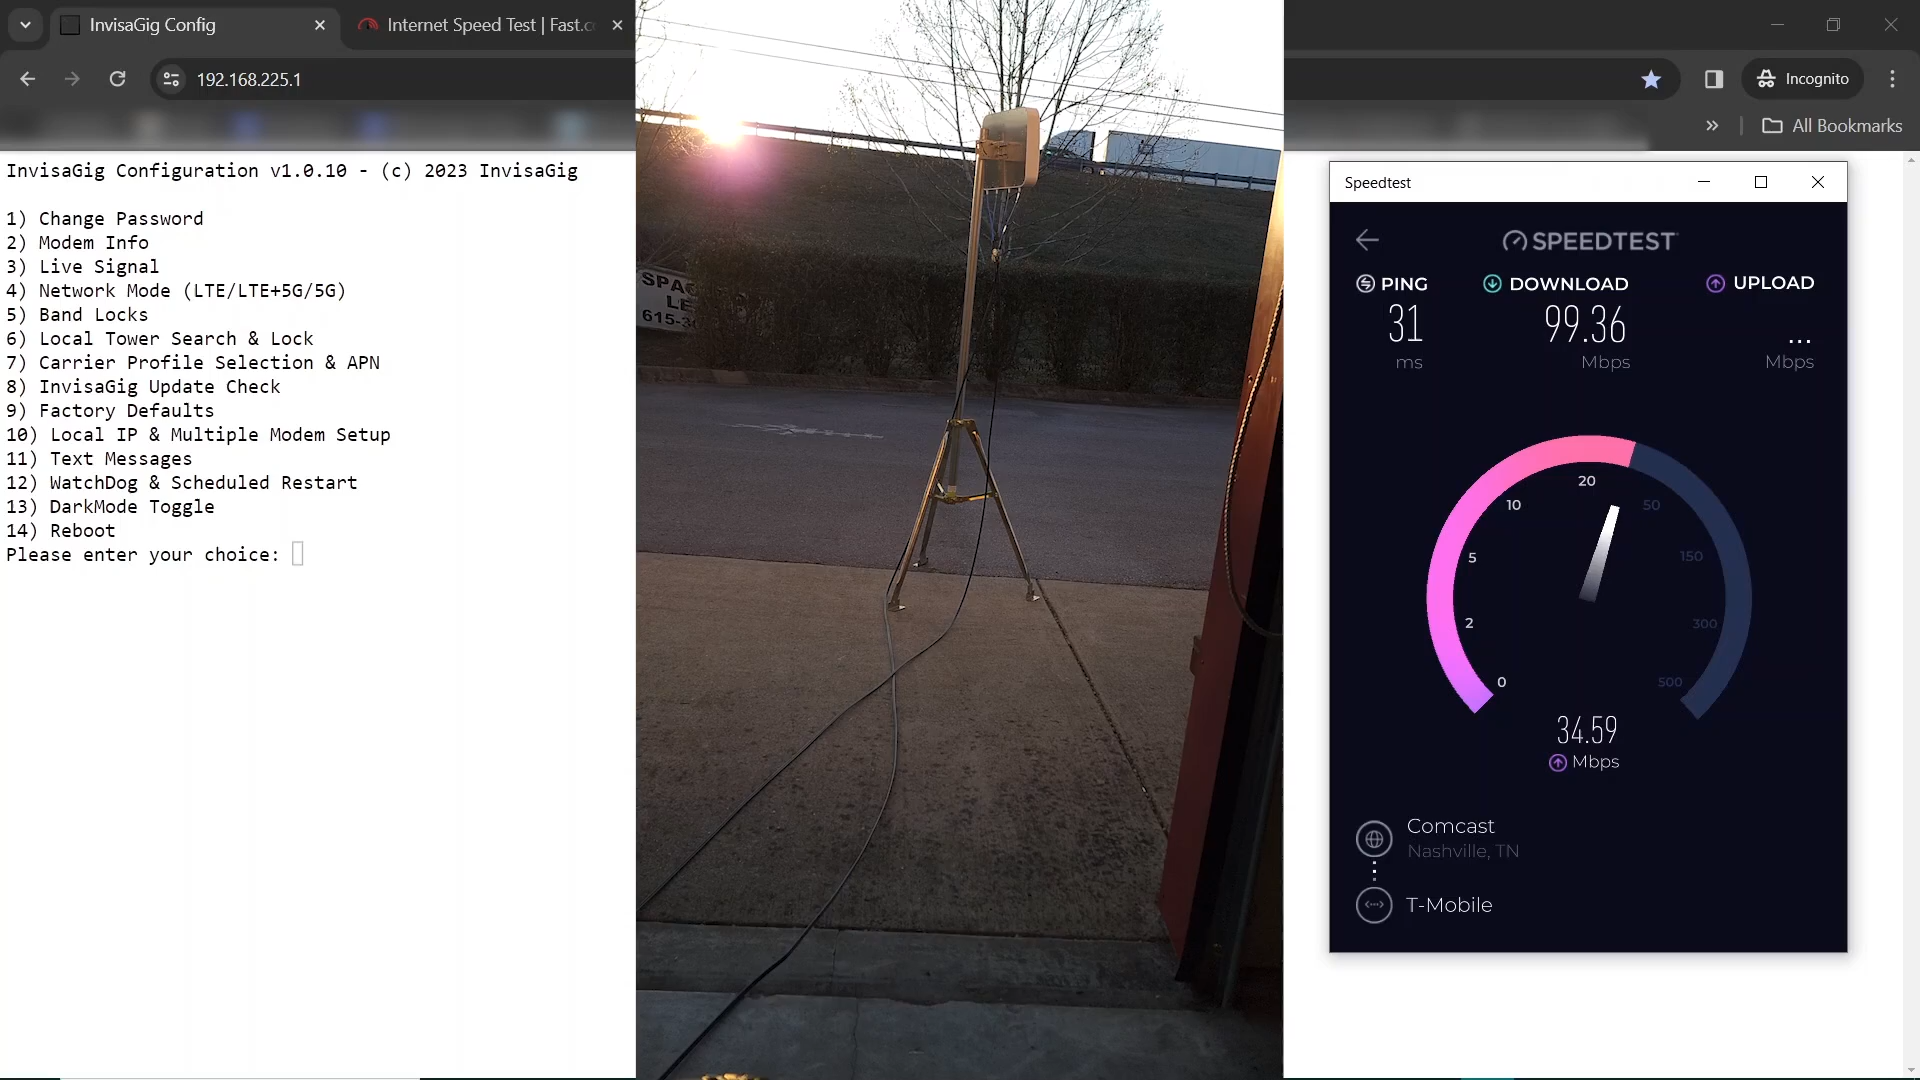 InvisaGig Config
Internet Speed Test | Fast.c
192.168.225.1
Incognito
All Bookmarks
InvisaGig Configuration v1.0.10 - (c) 2023 InvisaGig
1) Change Password
2) Modem Info
3) Live Signal
4) Network Mode (LTE/LTE+5G/5G)
5) Band Locks
6) Local Tower Search & Lock
7) Carrier Profile Selection & APN
8) InvisaGig Update Check
9) Factory Defaults
10) Local IP & Multiple Modem Setup
11) Text Messages
12) WatchDog & Scheduled Restart
13) DarkMode Toggle
14) Reboot
Please enter your choice:
SPAC
LE
615-3
Speedtest
SPEEDTEST
PING DOWNLOAD UPLOAD
31 99.36 ...
ms Mbps Mbps
0
2
5
10
20
50
150
300
500
34.59
Mbps
Comcast
Nashville, TN
T-Mobile